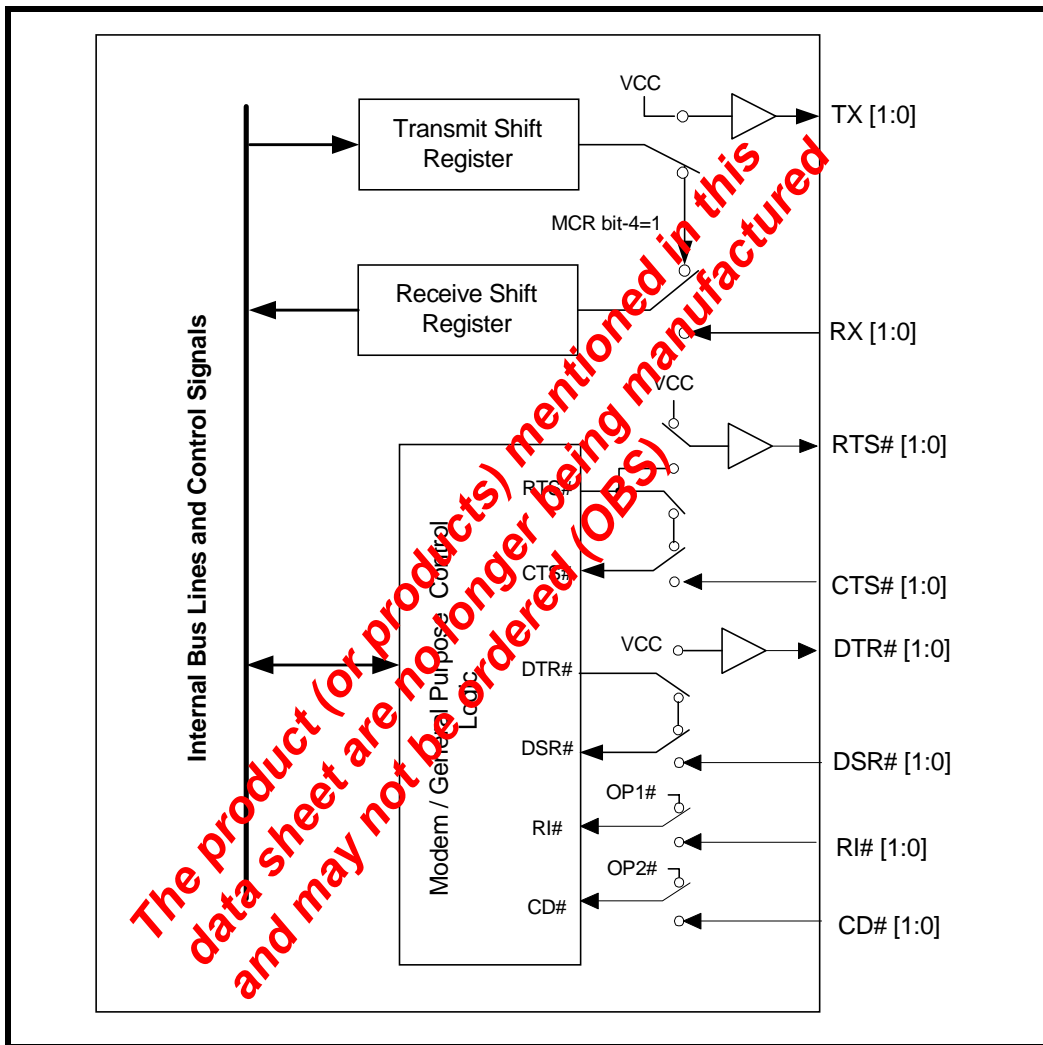 VCC
TX [1:0]
Transmit Shift
Register
MCR bit-4=1
Receive Shift
Register
RX [1:0]
VCC
RTS# [1:0]
RTS#
CTS#
CTS# [1:0]
VCC
DTR# [1:0]
DTR#
DSR#
DSR# [1:0]
OP1#
RI#
RI# [1:0]
OP2#
CD#
CD# [1:0]
Internal Bus Lines and Control Signals
Modem / General Purpose Control
Logic
The product (or products) mentioned in this
data sheet are no longer being manufactured
and may not be ordered (OBS)